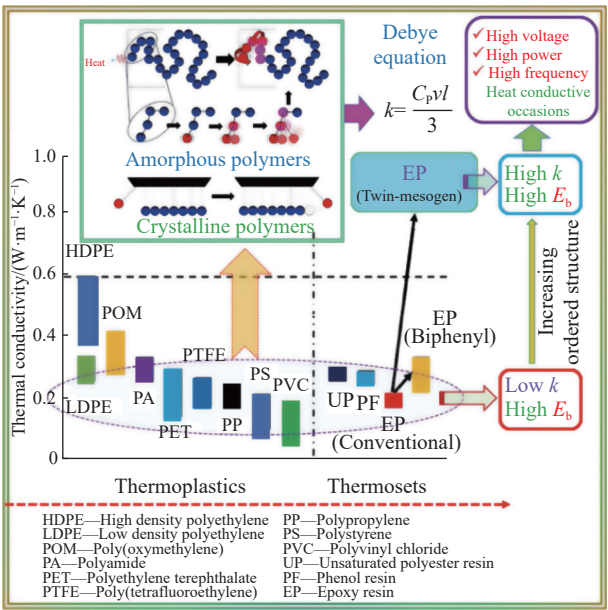 Heat
Amorphous polymers
Crystalline polymers
Debye
equation
k= C_P vl / 3
✓ High voltage
✓ High power
✓ High frequency
Heat conductive
occasions
Thermal conductivity/(W·m⁻¹·K⁻¹)
1.0
0.8
0.6
0.4
0.2
0
HDPE
LDPE
POM
PA
PET
PTFE
PP
PS
PVC
UP
PF
EP
(Conventional)
EP
(Biphenyl)
EP
(Twin-mesogen)
High k
High E_b
Increasing
ordered structure
Low k
High E_b
Thermoplastics
Thermosets
HDPE—High density polyethylene
LDPE—Low density polyethylene
POM—Poly(oxymethylene)
PA—Polyamide
PET—Polyethylene terephthalate
PTFE—Poly(tetrafluoroethylene)
PP—Polypropylene
PS—Polystyrene
PVC—Polyvinyl chloride
UP—Unsaturated polyester resin
PF—Phenol resin
EP—Epoxy resin